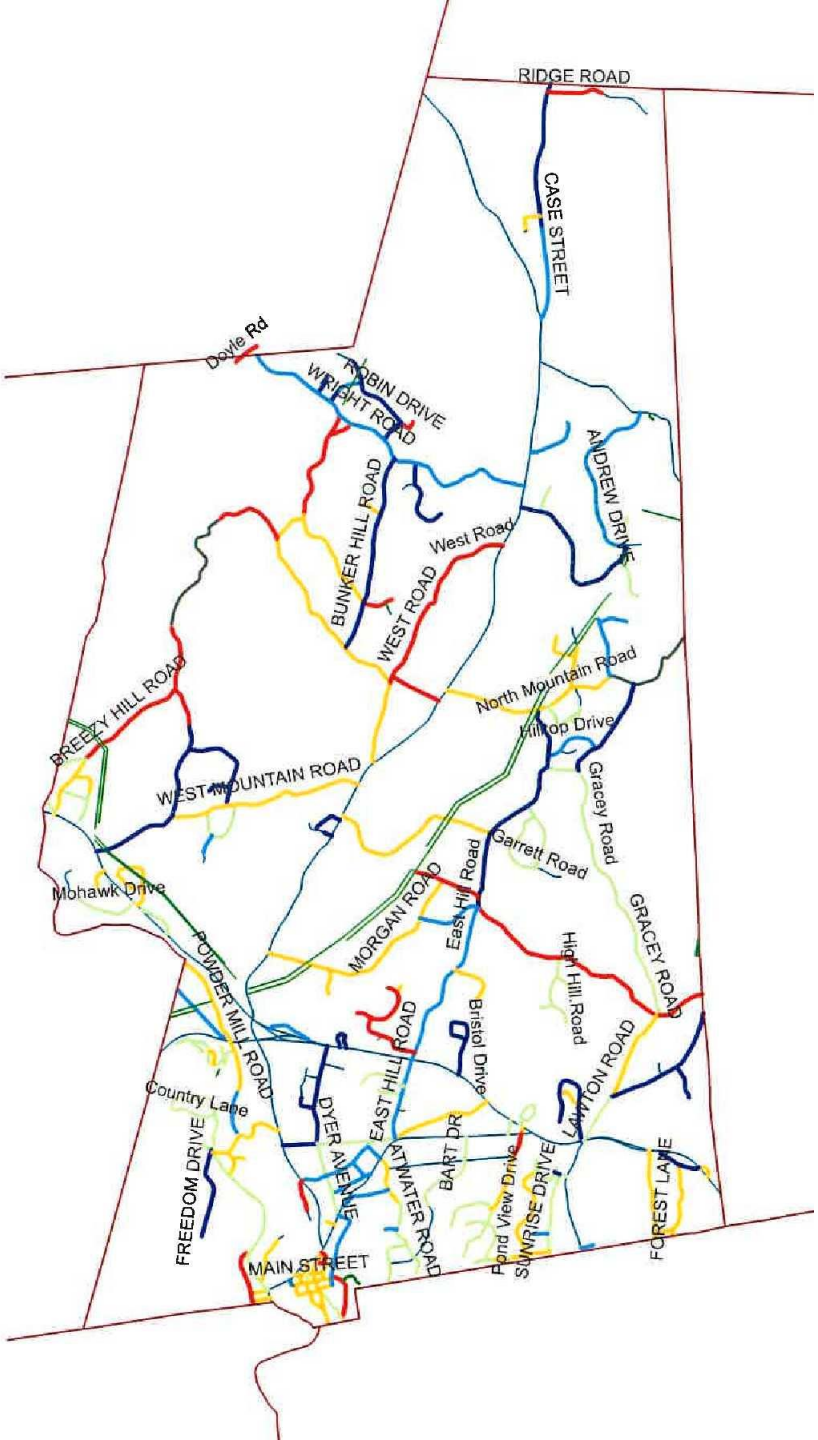 RIDGE ROAD
CASE STREET
Doyle Rd
ROBIN DRIVE
WRIGHT ROAD
ANDREW DRIVE
BUNKER HILL ROAD
West Road
WEST ROAD
North Mountain Road
BREEZY HILL ROAD
Hilltop Drive
WEST MOUNTAIN ROAD
Gracey Road
Garrett Road
East Hill Road
Mohawk Drive
MORGAN ROAD
GRACEY ROAD
High Hill Road
POWDER MILL ROAD
Bristol Drive
EAST HILL ROAD
LAWTON ROAD
Country Lane
DYER AVENUE
BART DR
FREEDOM DRIVE
ATWATER ROAD
Pond View Drive
SUNRISE DRIVE
FOREST LANE
MAIN STREET